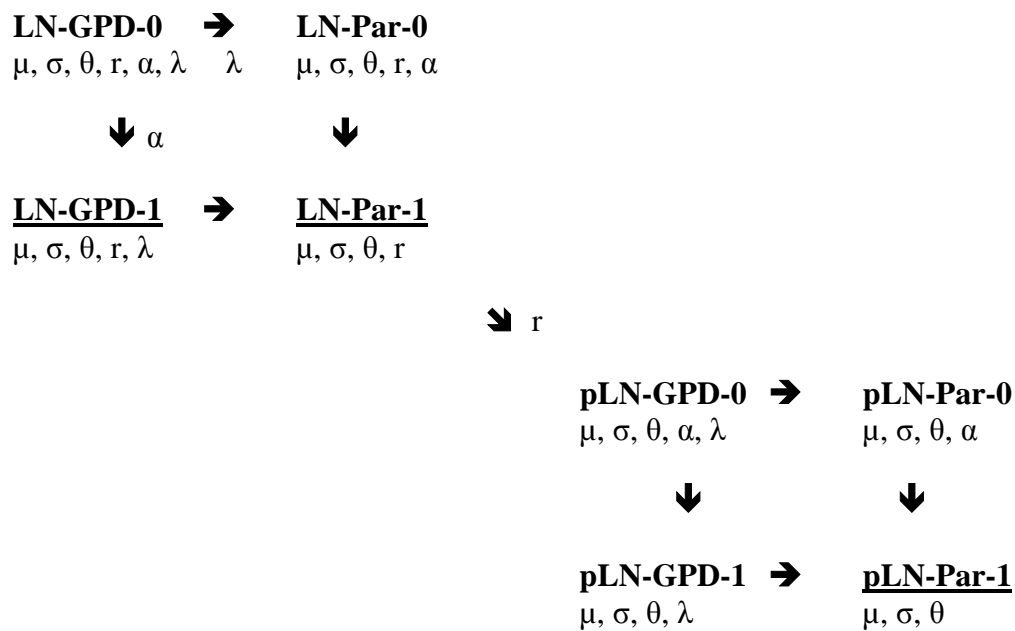 LN-GPD-0 ➔ LN-Par-0
μ, σ, θ, r, α, λ λ μ, σ, θ, r, α
🡻 α 🡻
LN-GPD-1 ➔ LN-Par-1
μ, σ, θ, r, λ μ, σ, θ, r
🡾 r
pLN-GPD-0 ➔ pLN-Par-0
μ, σ, θ, α, λ μ, σ, θ, α
🡻 🡻
pLN-GPD-1 ➔ pLN-Par-1
μ, σ, θ, λ μ, σ, θ